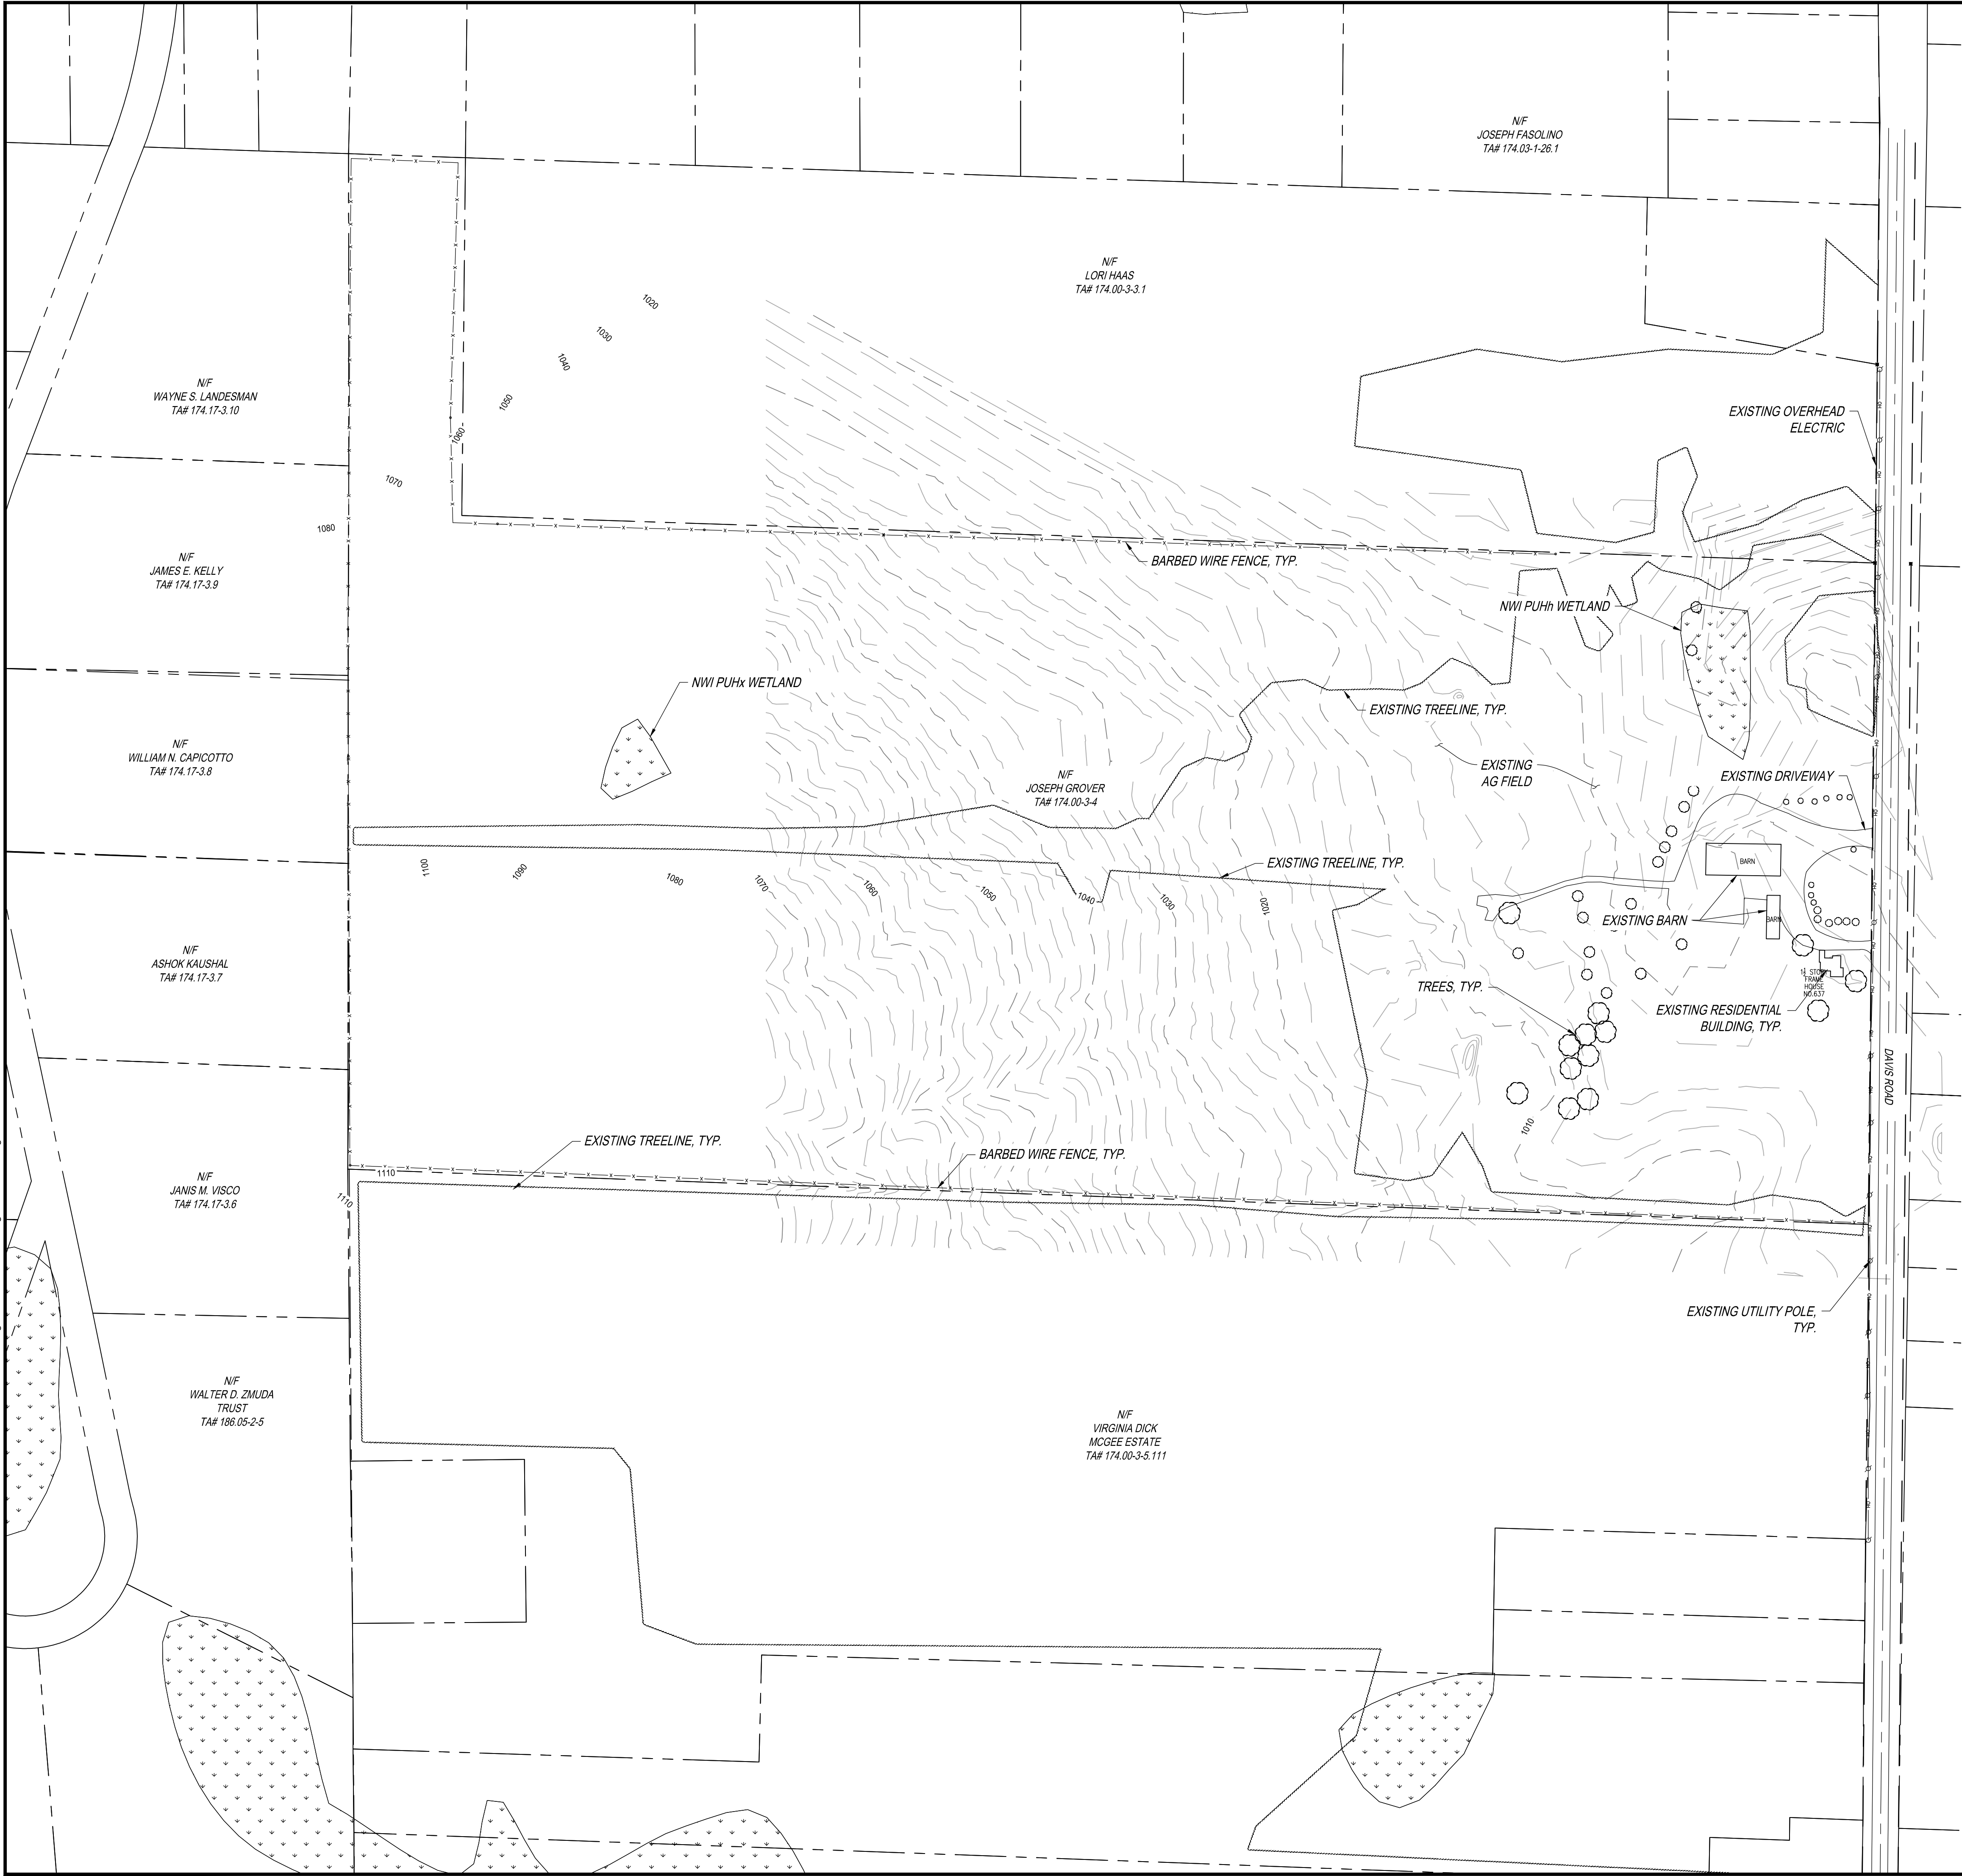 N/F
JOSEPH FASOLINO
TA# 174.03-1-26.1
N/F
LORI HAAS
TA# 174.00-3-3.1
1020
1030
1040
1050
1060
1070
1080
N/F
WAYNE S. LANDESMAN
TA# 174.17-3.10
EXISTING OVERHEAD
ELECTRIC
N/F
JAMES E. KELLY
TA# 174.17-3.9
BARBED WIRE FENCE, TYP.
NWI PUHh WETLAND
NWI PUHx WETLAND
EXISTING TREELINE, TYP.
N/F
WILLIAM N. CAPICOTTO
TA# 174.17-3.8
N/F
JOSEPH GROVER
TA# 174.00-3-4
EXISTING
AG FIELD
EXISTING DRIVEWAY
EXISTING TREELINE, TYP.
BARN
1100
1090
1080
1070
1060
1050
1040
1030
1020
EXISTING BARN
BARN
N/F
ASHOK KAUSHAL
TA# 174.17-3.7
TREES, TYP.
FRAME
HOUSE
NO.637
EXISTING RESIDENTIAL
BUILDING, TYP.
DAVIS ROAD
1010
EXISTING TREELINE, TYP.
BARBED WIRE FENCE, TYP.
1110
1110
N/F
JANIS M. VISCO
TA# 174.17-3.6
EXISTING UTILITY POLE,
TYP.
N/F
WALTER D. ZMUDA
TRUST
TA# 186.05-2-5
N/F
VIRGINIA DICK
MCGEE ESTATE
TA# 174.00-3-5.111